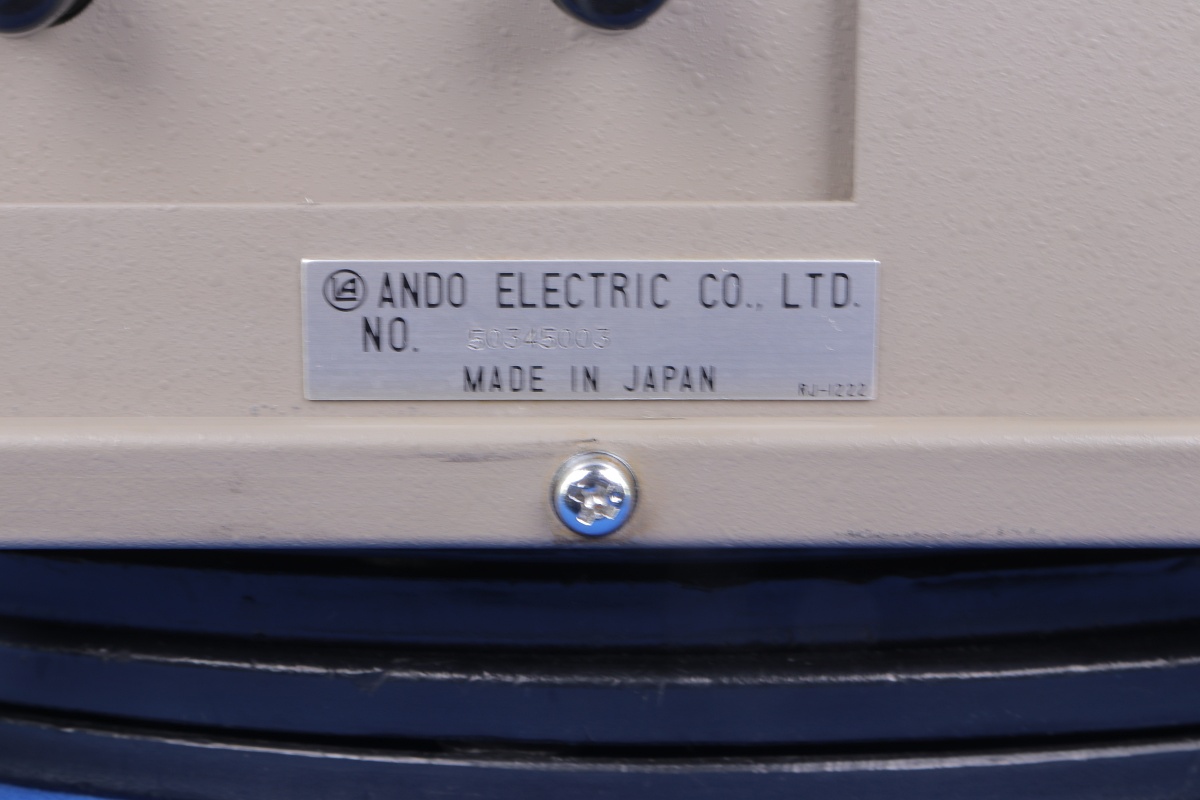 ANDO ELECTRIC CO., LTD.
NO. 50345003
MADE IN JAPAN
RJ-1222